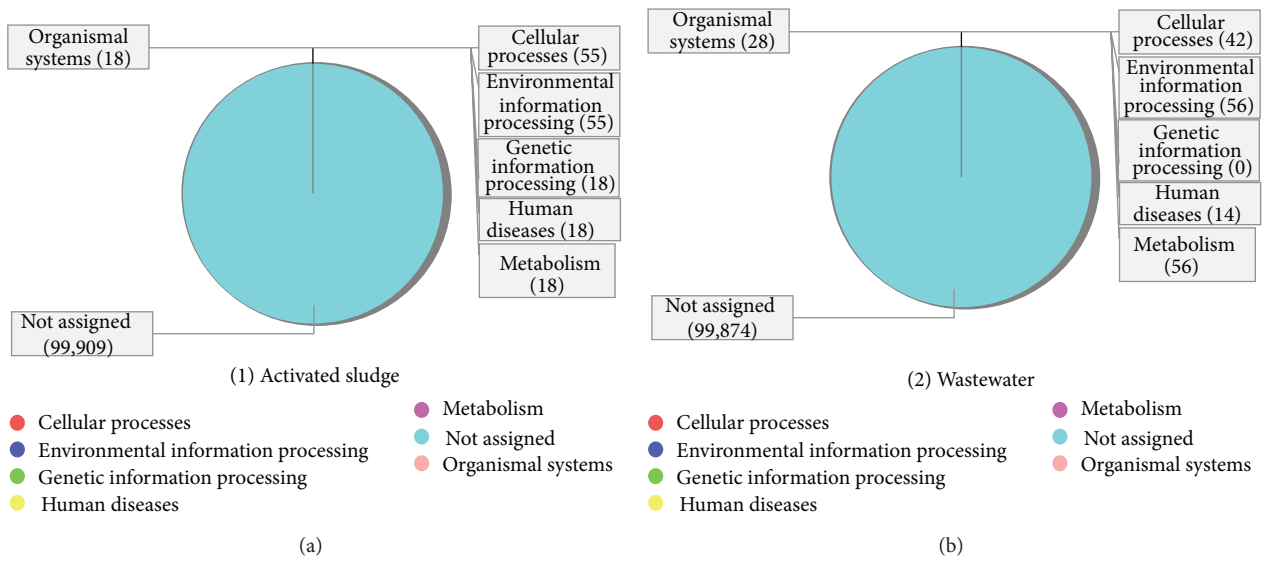 Organismal
systems (18)
Cellular
processes (55)
Environmental
information
processing (55)
Genetic
information
processing (18)
Human
diseases (18)
Metabolism
(18)
Not assigned
(99,909)
(1) Activated sludge
Cellular processes
Environmental information processing
Genetic information processing
Human diseases
Metabolism
Not assigned
Organismal systems
(a)
Organismal
systems (28)
Cellular
processes (42)
Environmental
information
processing (56)
Genetic
information
processing (0)
Human
diseases (14)
Metabolism
(56)
Not assigned
(99,874)
(2) Wastewater
Cellular processes
Environmental information processing
Genetic information processing
Human diseases
Metabolism
Not assigned
Organismal systems
(b)